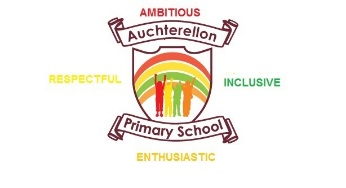 AMBITIOUS
Auchterellon
RESPECTFUL
INCLUSIVE
Primary School
ENTHUSIASTIC